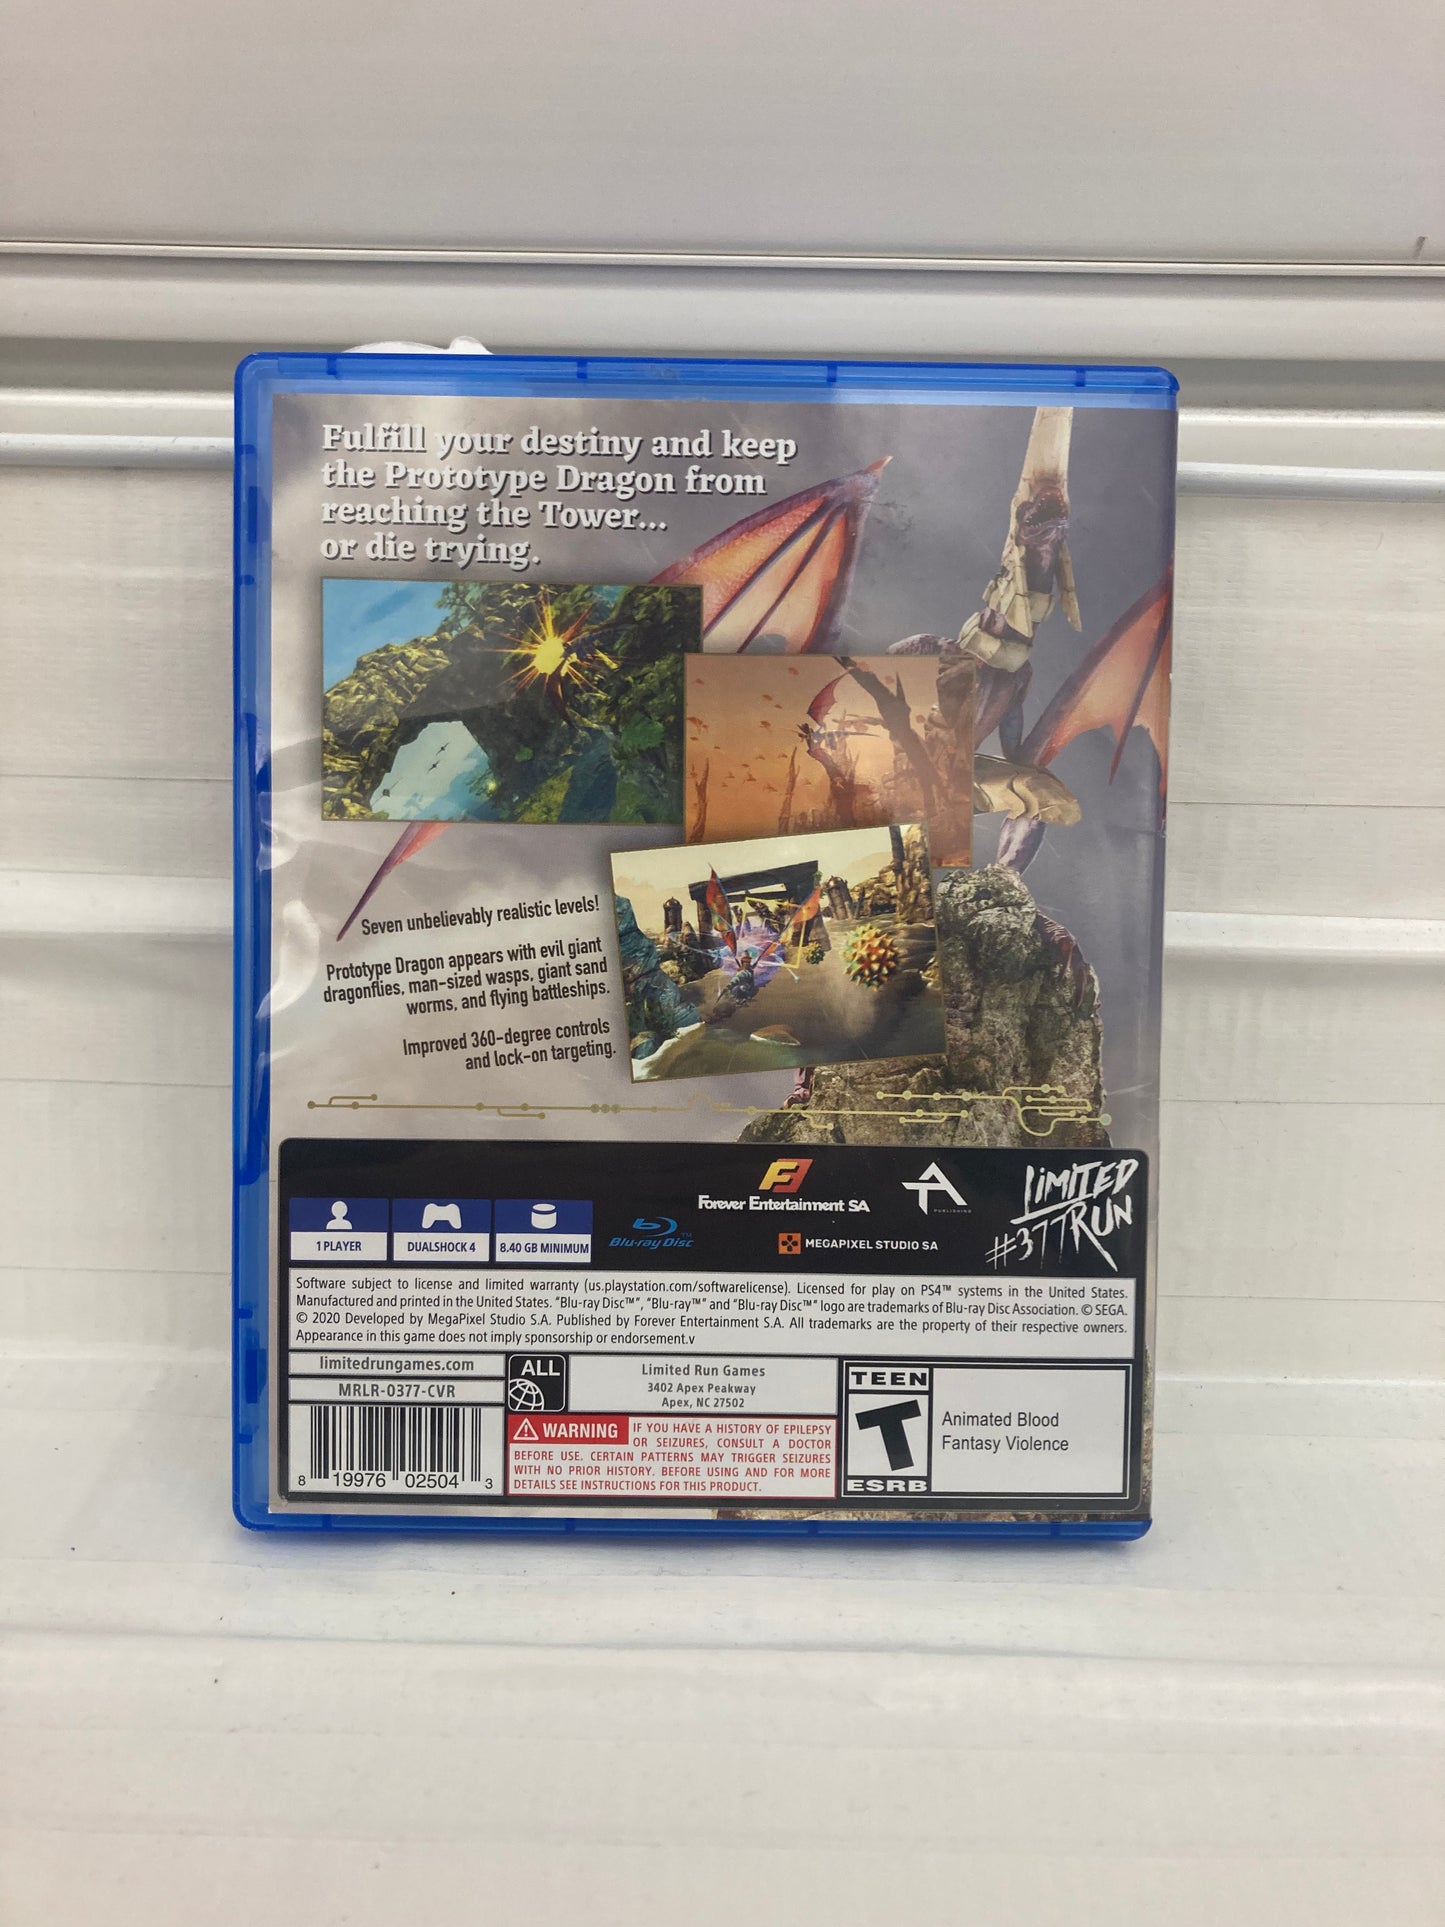 Fulfill your destiny and keep
the Prototype Dragon from
reaching the Tower...
or die trying.
Seven unbelievably realistic levels!
Prototype Dragon appears with evil giant
dragonflies, man-sized wasps, giant sand
worms, and flying battleships.
Improved 360-degree controls
and lock-on targeting.
Forever Entertainment SA
PUBLISHING
LIMITED
RUN
#377
1 PLAYER
DUALSHOCK 4
8.40 GB MINIMUM
Blu-ray Disc™
MEGAPIXEL STUDIO SA
Software subject to license and limited warranty (us.playstation.com/softwarelicense). Licensed for play on PS4™ systems in the United States.
Manufactured and printed in the United States. "Blu-ray Disc™", "Blu-ray™" and "Blu-ray Disc™" logo are trademarks of Blu-ray Disc Association. © SEGA.
© 2020 Developed by MegaPixel Studio S.A. Published by Forever Entertainment S.A. All trademarks are the property of their respective owners.
Appearance in this game does not imply sponsorship or endorsement.v
limitedrungames.com
MRLR-0377-CVR
8 19976 02504 3
ALL
Limited Run Games
3402 Apex Peakway
Apex, NC 27502
WARNING IF YOU HAVE A HISTORY OF EPILEPSY
OR SEIZURES, CONSULT A DOCTOR
BEFORE USE. CERTAIN PATTERNS MAY TRIGGER SEIZURES
WITH NO PRIOR HISTORY. BEFORE USING AND FOR MORE
DETAILS SEE INSTRUCTIONS FOR THIS PRODUCT.
TEEN
T
ESRB
Animated Blood
Fantasy Violence